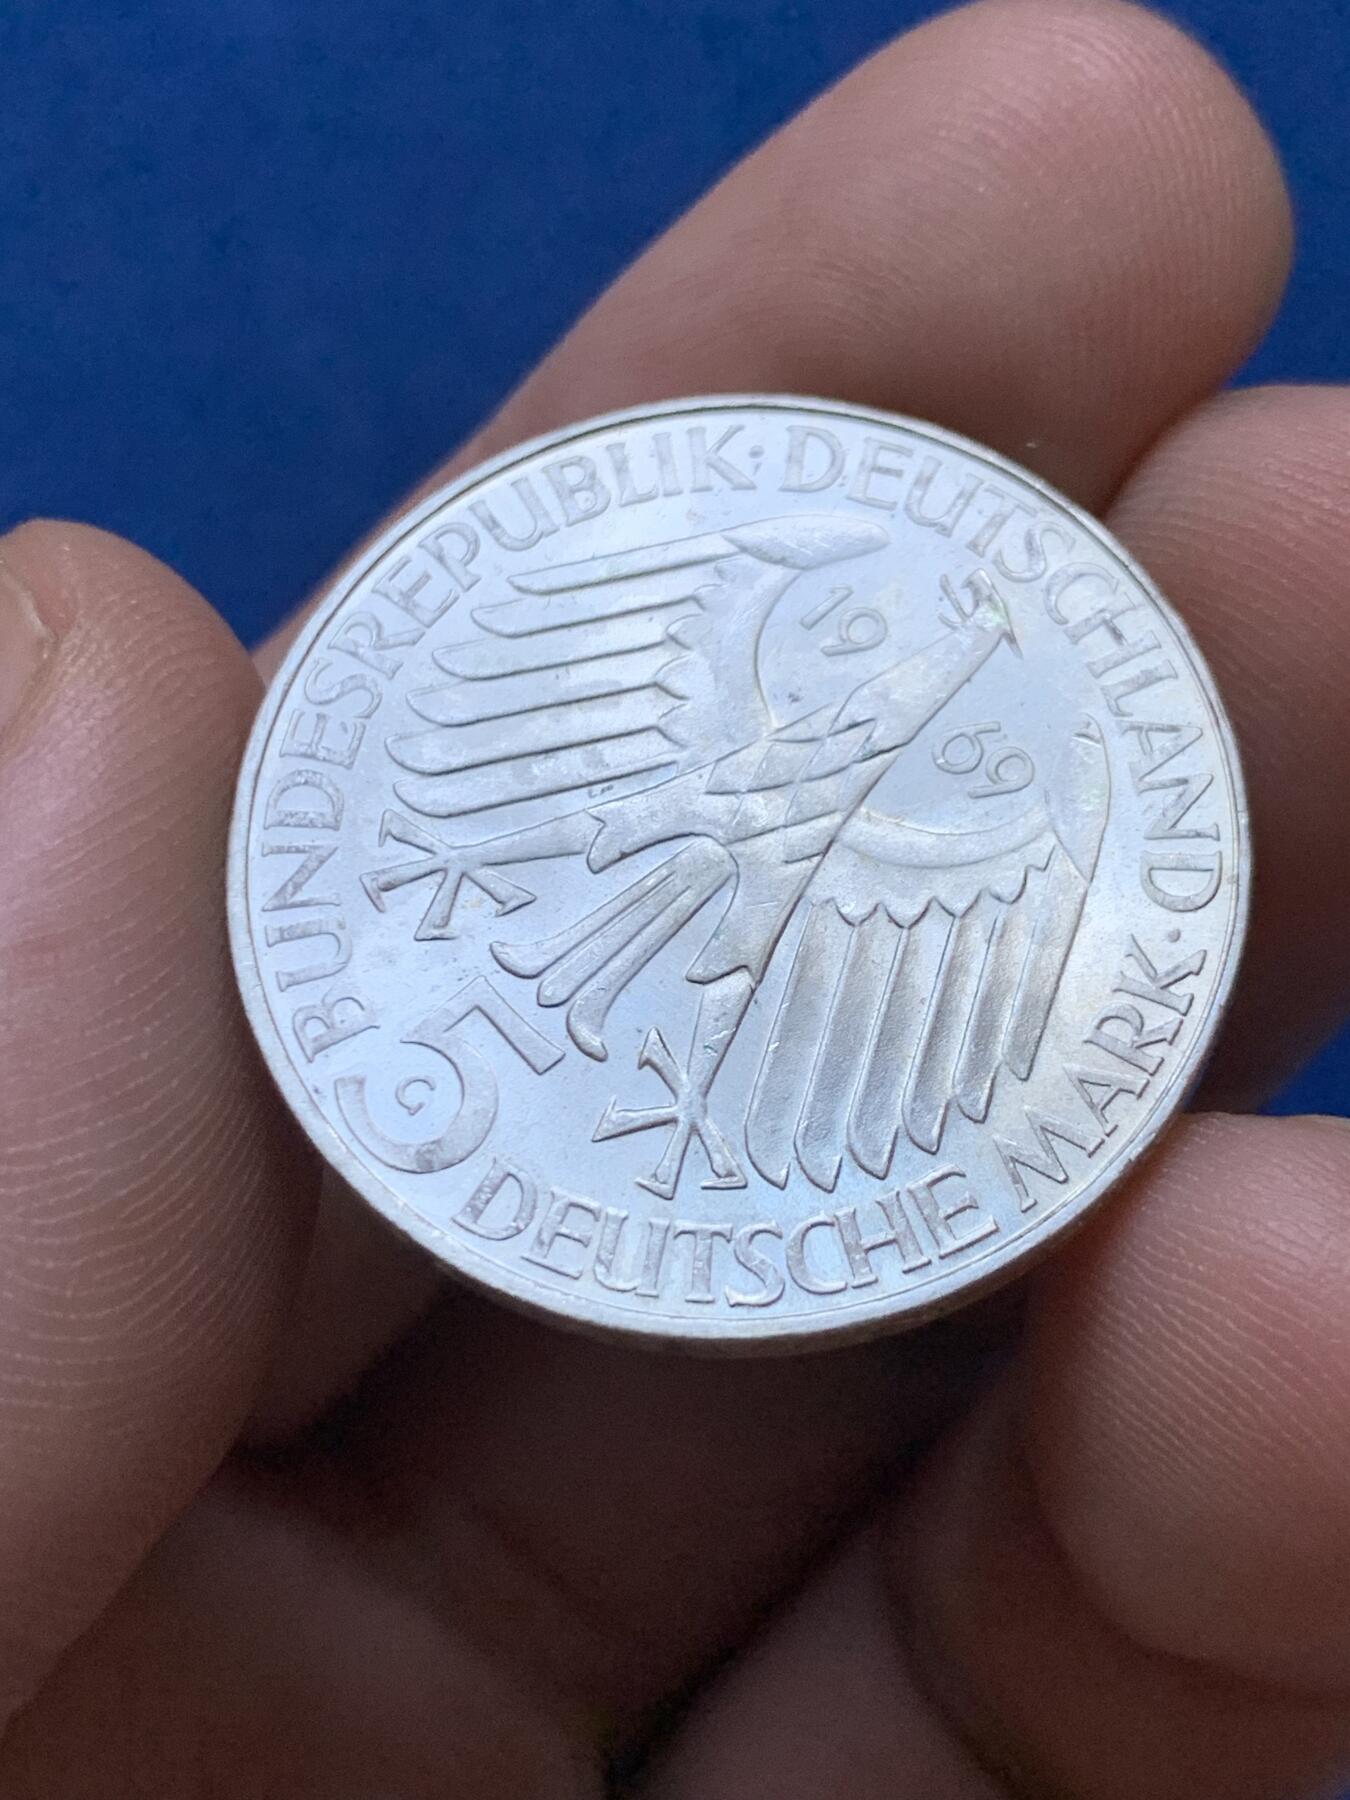 BUNDESREPUBLIK · DEUTSCHLAND ·
19
69
5
G
DEUTSCHE MARK ·